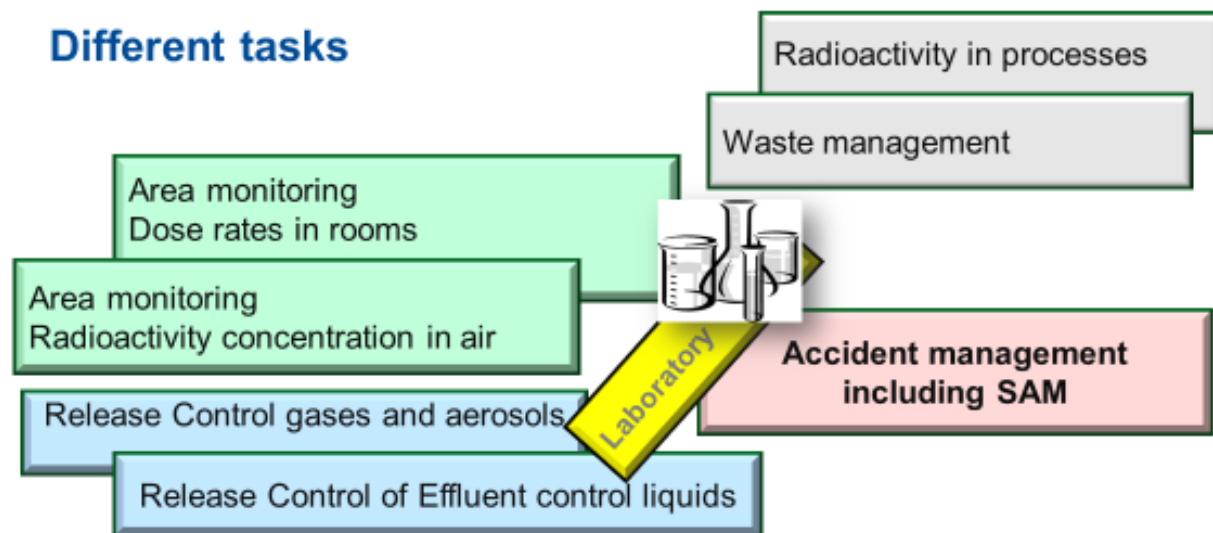 Different tasks
Radioactivity in processes
Waste management
Area monitoring
Dose rates in rooms
Area monitoring
Radioactivity concentration in air
Laboratory
Accident management
including SAM
Release Control gases and aerosols
Release Control of Effluent control liquids